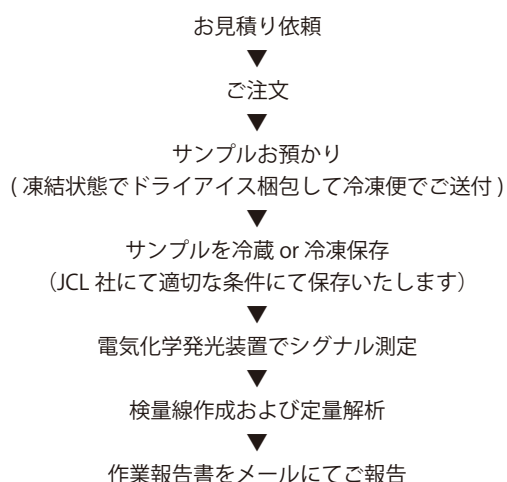 お見積り依頼
▼
ご注文
▼
サンプルお預かり
( 凍結状態でドライアイス梱包して冷凍便でご送付 )
▼
サンプルを冷蔵 or 冷凍保存
（JCL 社にて適切な条件にて保存いたします）
▼
電気化学発光装置でシグナル測定
▼
検量線作成および定量解析
▼
作業報告書をメールにてご報告